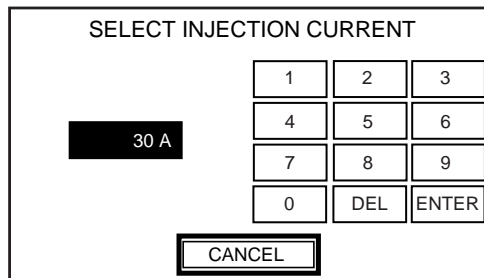 SELECT INJECTION CURRENT
1 2 3
4 5 6
30 A
7 8 9
0 DEL ENTER
CANCEL